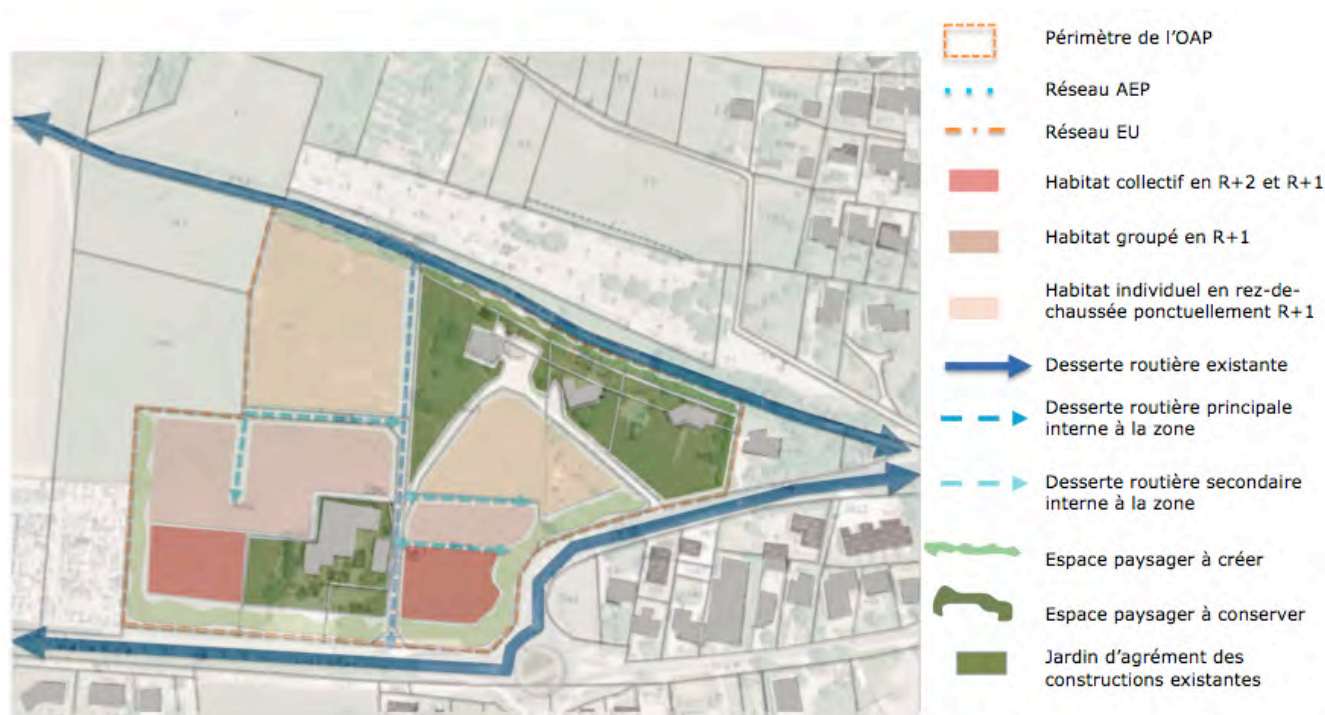 Périmètre de l'OAP
Réseau AEP
Réseau EU
Habitat collectif en R+2 et R+1
Habitat groupé en R+1
Habitat individuel en rez-de-
chaussée ponctuellement R+1
Desserte routière existante
Desserte routière principale
interne à la zone
Desserte routière secondaire
interne à la zone
Espace paysager à créer
Espace paysager à conserver
Jardin d'agrément des
constructions existantes